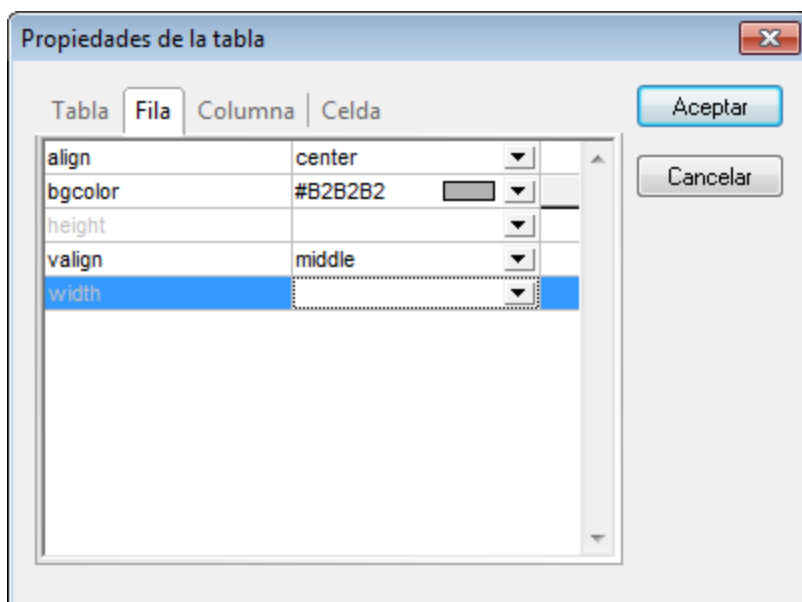 Propiedades de la tabla
Tabla Fila Columna Celda
Aceptar
Cancelar
align center
bgcolor #B2B2B2
height
valign middle
width